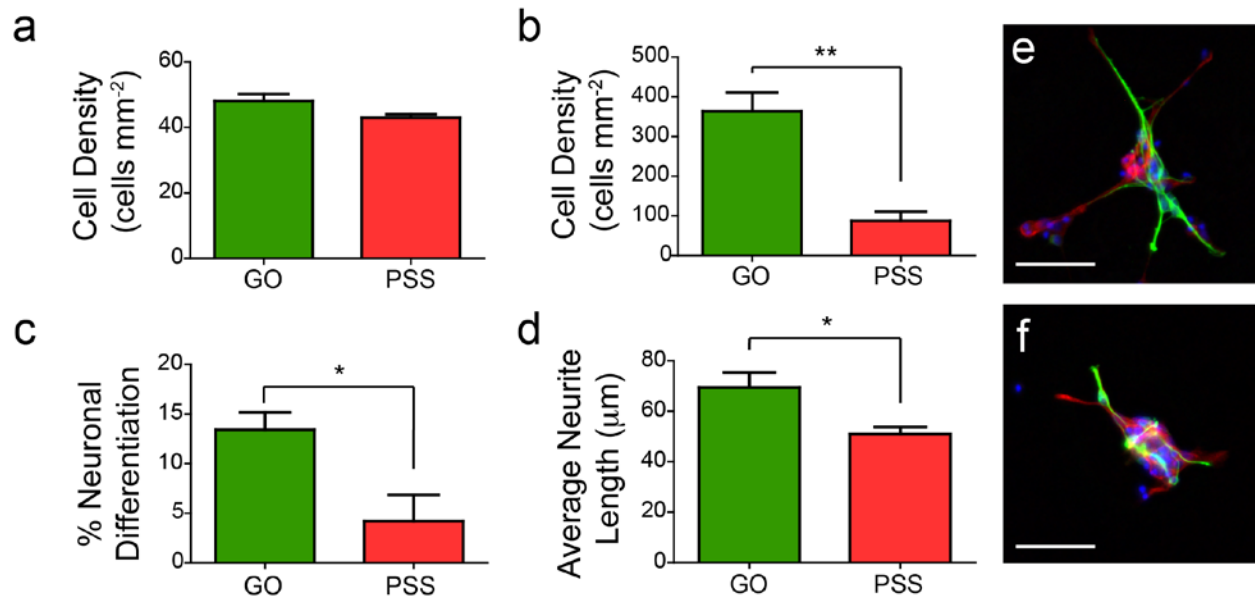 a
Cell Density
(cells mm⁻²)
60
40
20
0
GO PSS
b
Cell Density
(cells mm⁻²)
500
400
300
200
100
0
**
GO PSS
e
c
% Neuronal
Differentiation
20
15
10
5
0
*
GO PSS
d
Average Neurite
Length (μm)
80
60
40
20
0
*
GO PSS
f